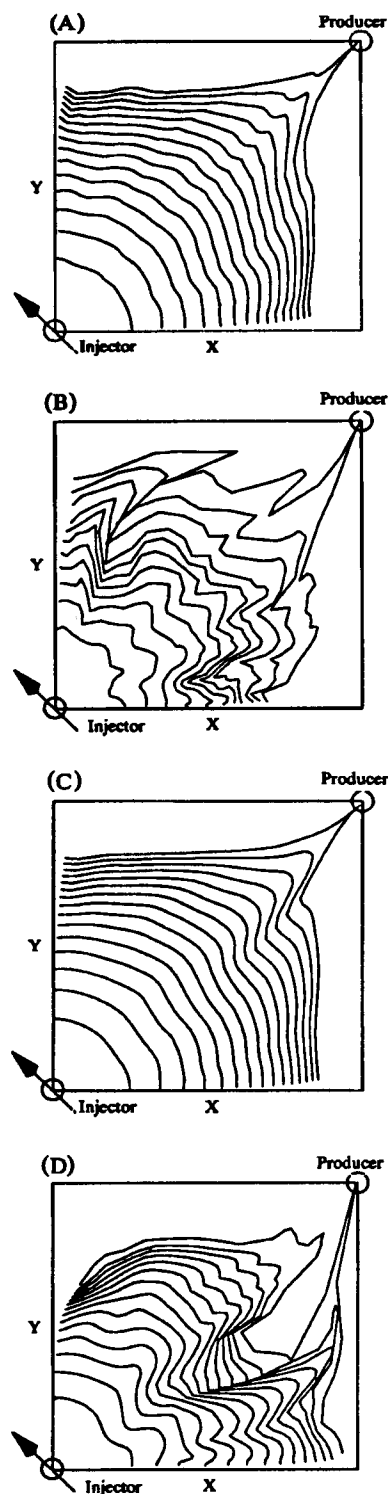 (A)
Producer
Y
Injector
X
(B)
Producer
Y
Injector
X
(C)
Producer
Y
Injector
X
(D)
Producer
Y
Injector
X